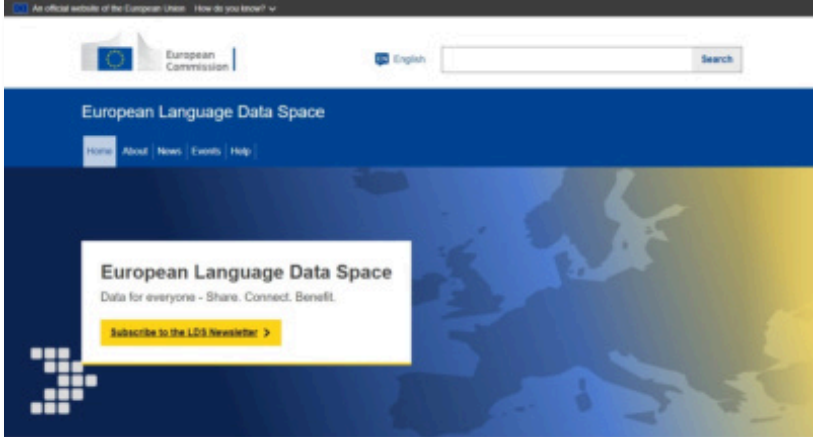 An official website of the European Union How do you know?
European
Commission
EN English
Search
European Language Data Space
Home About News Events Help
European Language Data Space
Data for everyone - Share. Connect. Benefit.
Subscribe to the LDS Newsletter